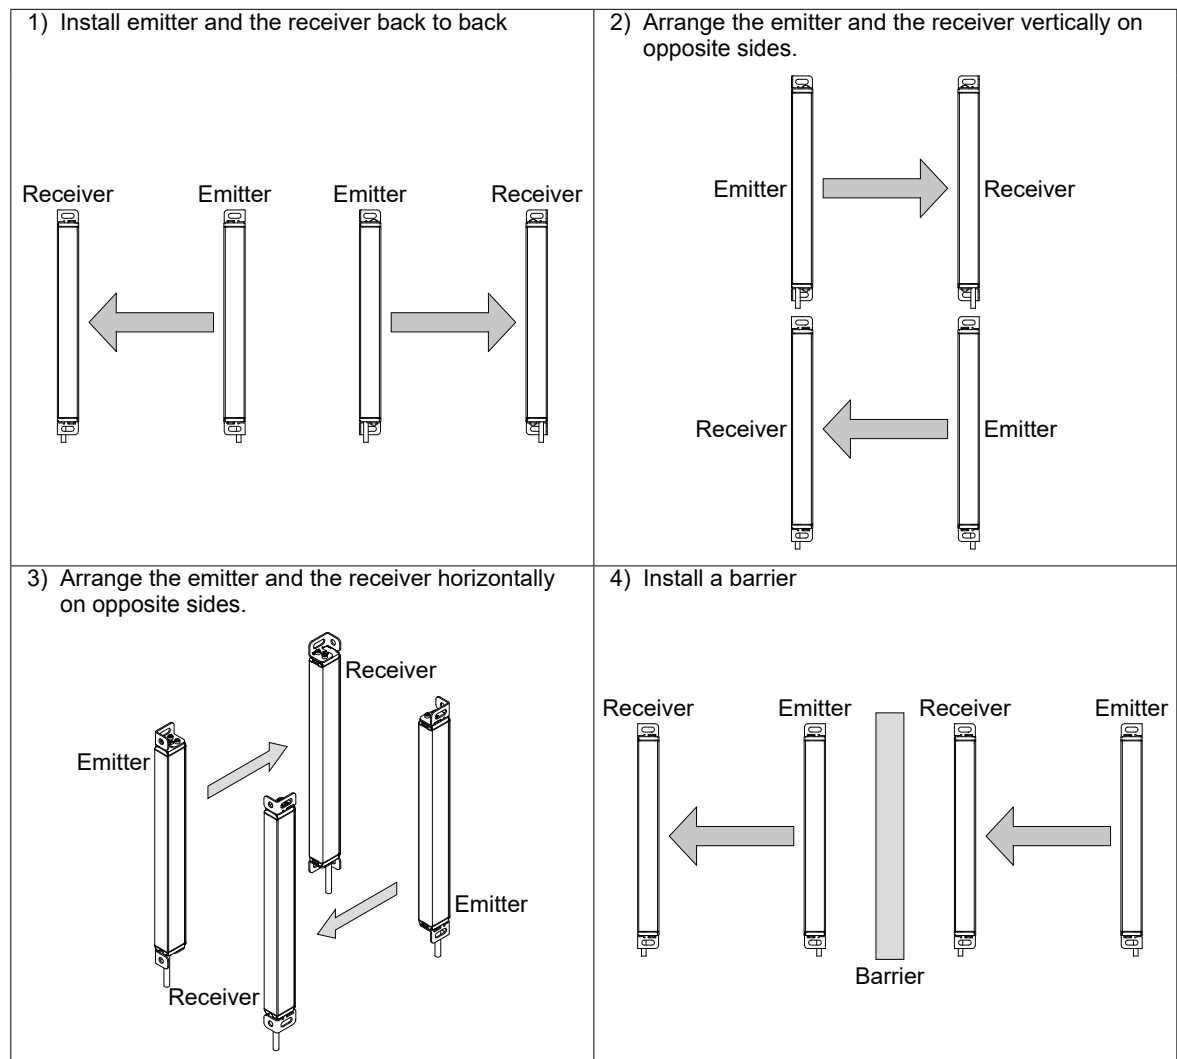 1) Install emitter and the receiver back to back
Receiver
Emitter
Emitter
Receiver
2) Arrange the emitter and the receiver vertically on
opposite sides.
Emitter
Receiver
Receiver
Emitter
3) Arrange the emitter and the receiver horizontally
on opposite sides.
Receiver
Emitter
Emitter
Receiver
4) Install a barrier
Receiver
Emitter
Receiver
Emitter
Barrier